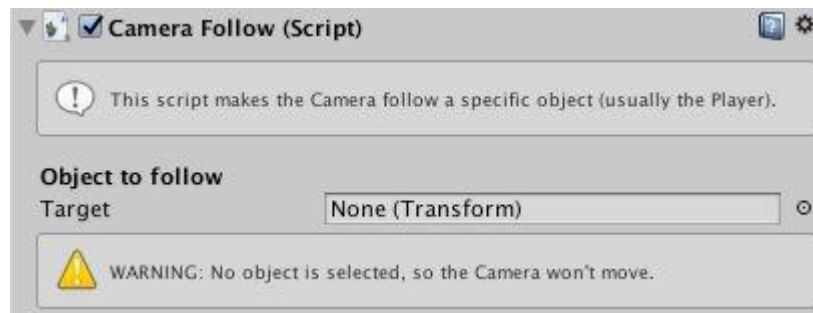 Camera Follow (Script)
This script makes the Camera follow a specific object (usually the Player).
Object to follow
Target None (Transform)
WARNING: No object is selected, so the Camera won't move.